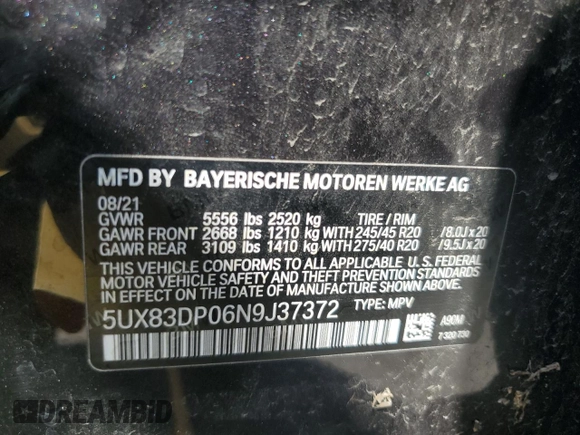 MFD BY BAYERISCHE MOTOREN WERKE AG
08/21
GVWR 5556 lbs 2520 kg TIRE / RIM
GAWR FRONT 2668 lbs 1210 kg WITH 245/45 R20 /8.0J x 20
GAWR REAR 3109 lbs 1410 kg WITH 275/40 R20 /9.5J x 20
THIS VEHICLE CONFORMS TO ALL APPLICABLE U.S. FEDERAL
MOTOR VEHICLE SAFETY AND THEFT PREVENTION STANDARDS
IN EFFECT ON THE DATE OF MANUFACTURE SHOWN ABOVE.
5UX83DP06N9J37372 TYPE: MPV
A90M
7 320 730
DREAMBID